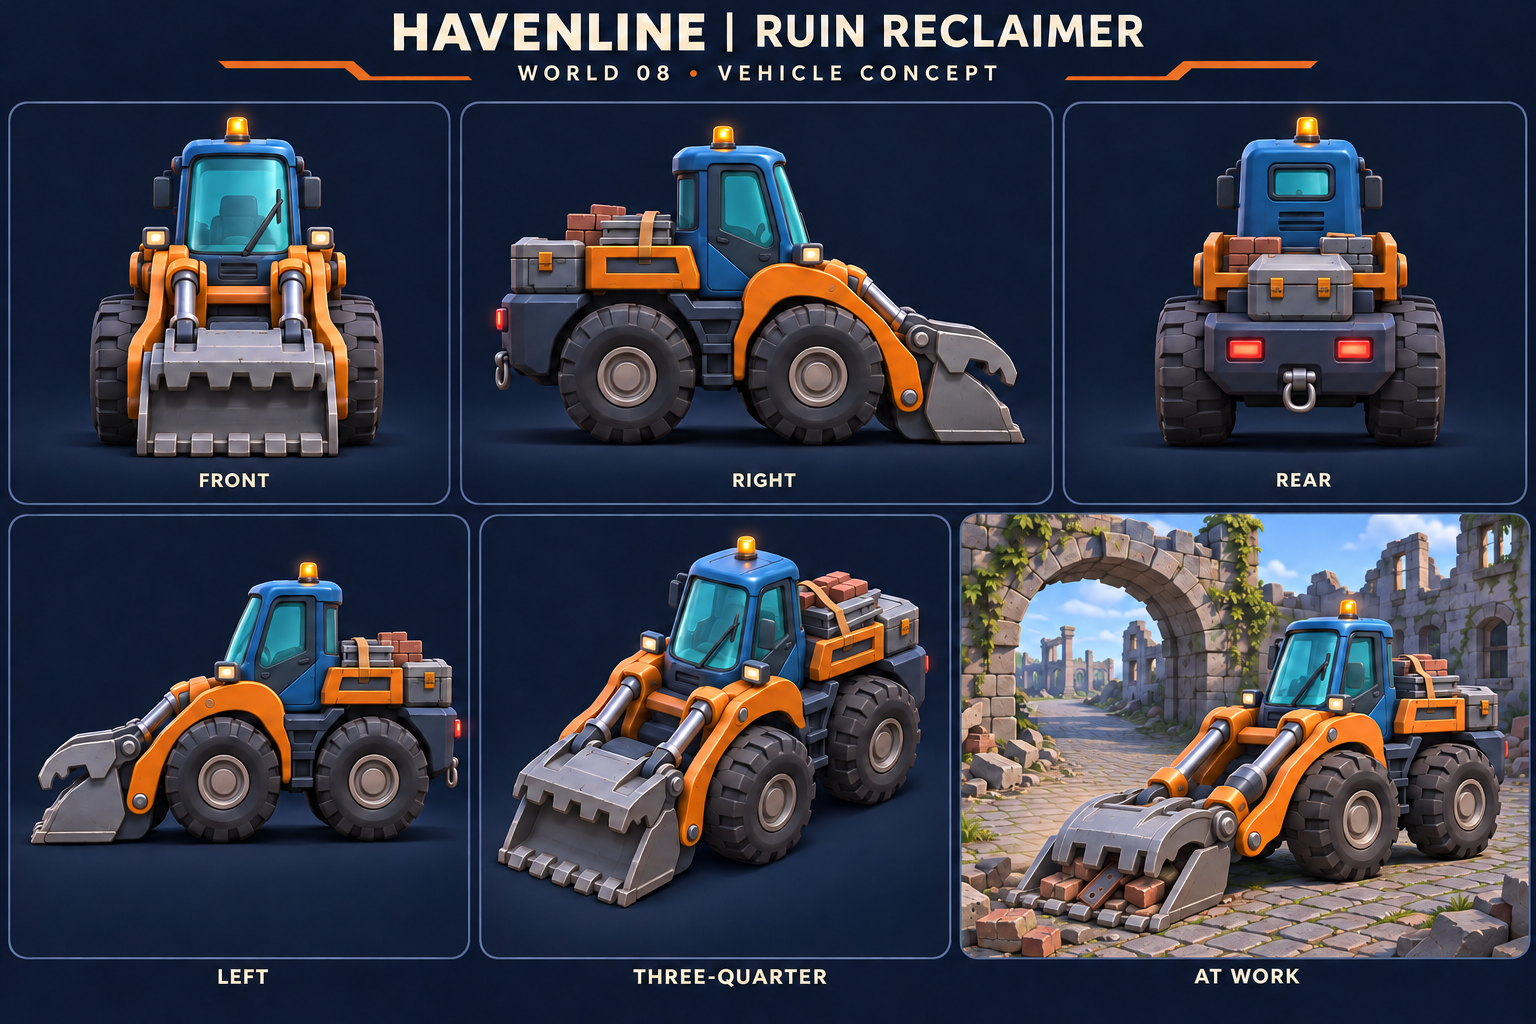 HAVENLINE | RUIN RECLAIMER
WORLD 08 • VEHICLE CONCEPT
FRONT
RIGHT
REAR
LEFT
THREE-QUARTER
AT WORK